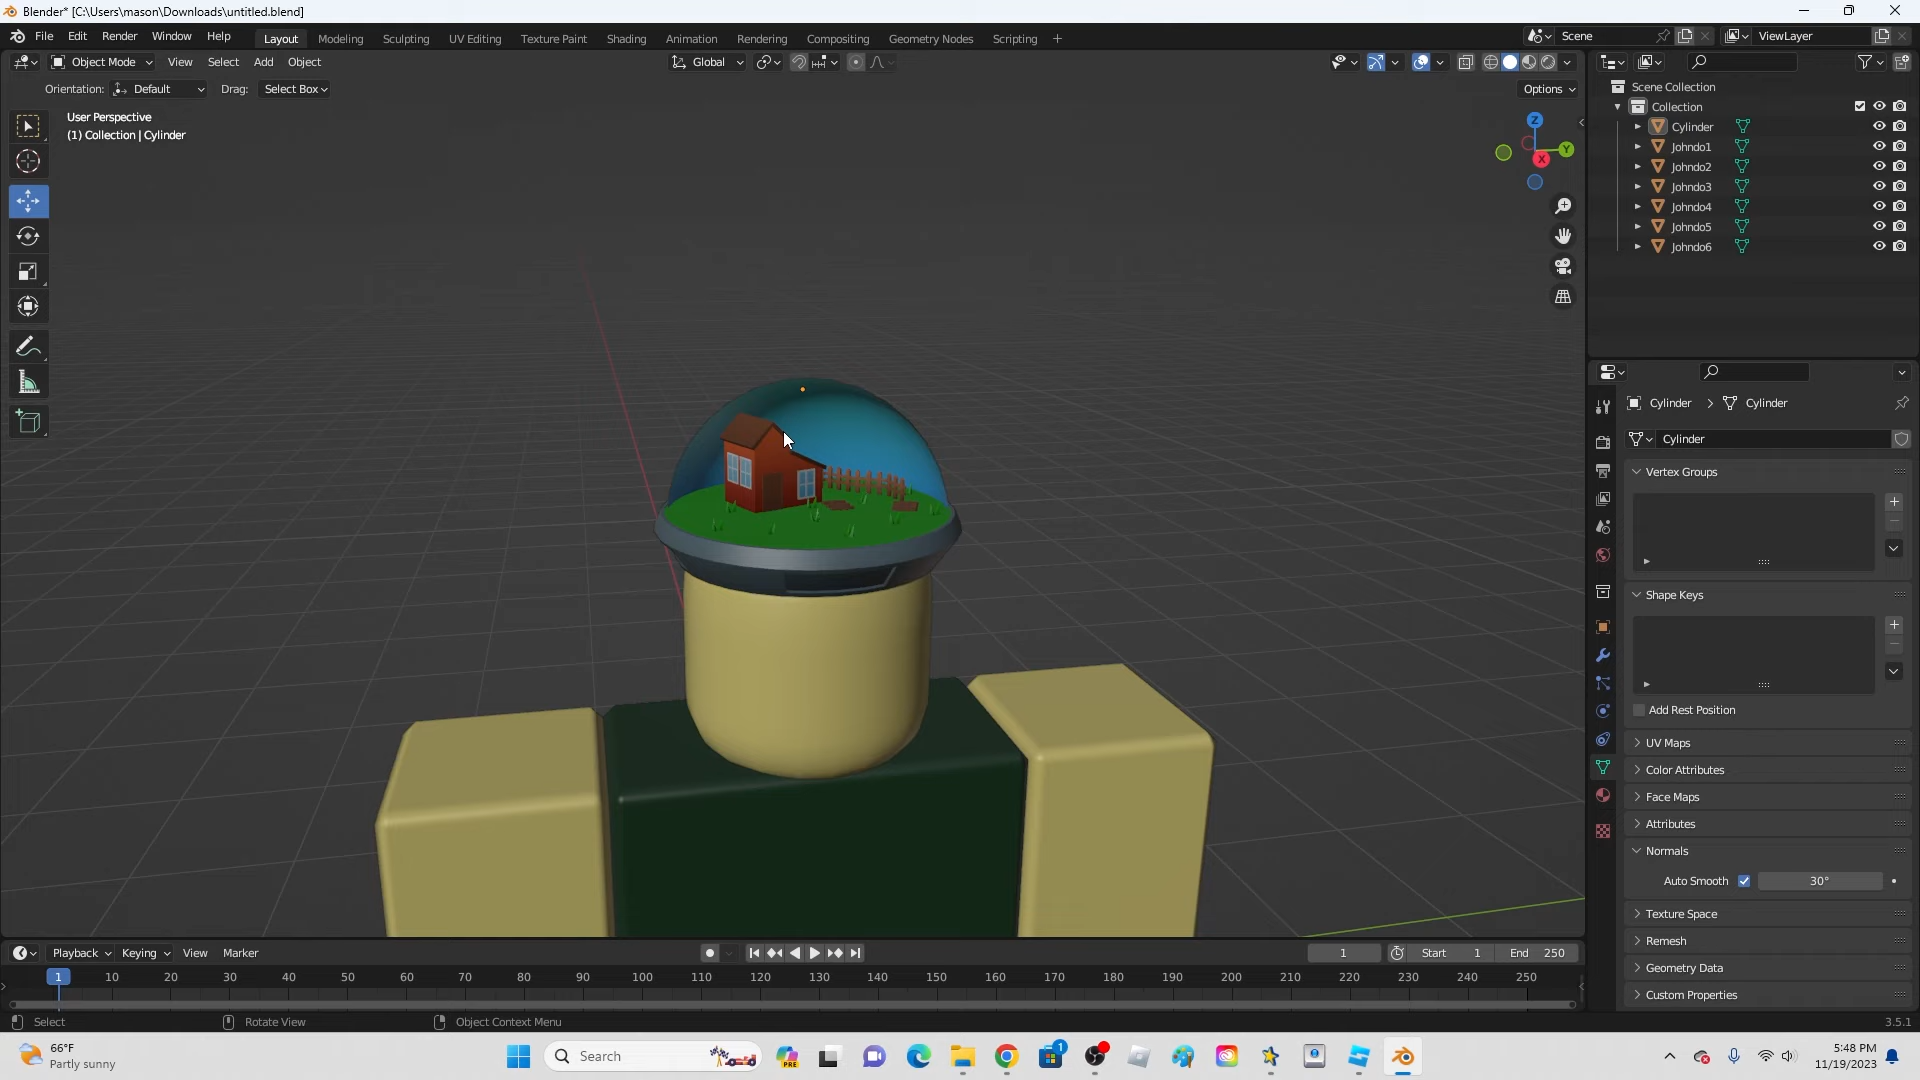 Blender* [C:\Users\mason\Downloads\untitled.blend]
File Edit Render Window Help Layout Modeling Sculpting UV Editing Texture Paint Shading Animation Rendering Compositing Geometry Nodes Scripting + Scene ViewLayer
Object Mode View Select Add Object Global
Orientation: Default Drag: Select Box Options
User Perspective
(1) Collection | Cylinder
Z
Y
X
Scene Collection
Collection
Cylinder
Johndo1
Johndo2
Johndo3
Johndo4
Johndo5
Johndo6
Cylinder > Cylinder
Cylinder
Vertex Groups
Shape Keys
Add Rest Position
UV Maps
Color Attributes
Face Maps
Attributes
Normals
Auto Smooth 30°
Texture Space
Remesh
Geometry Data
Custom Properties
Playback Keying View Marker 1 Start 1 End 250
1 10 20 30 40 50 60 70 80 90 100 110 120 130 140 150 160 170 180 190 200 210 220 230 240 250
Select Rotate View Object Context Menu 3.5.1
66°F
Partly sunny
Search
PRE
1
5:48 PM
11/19/2023